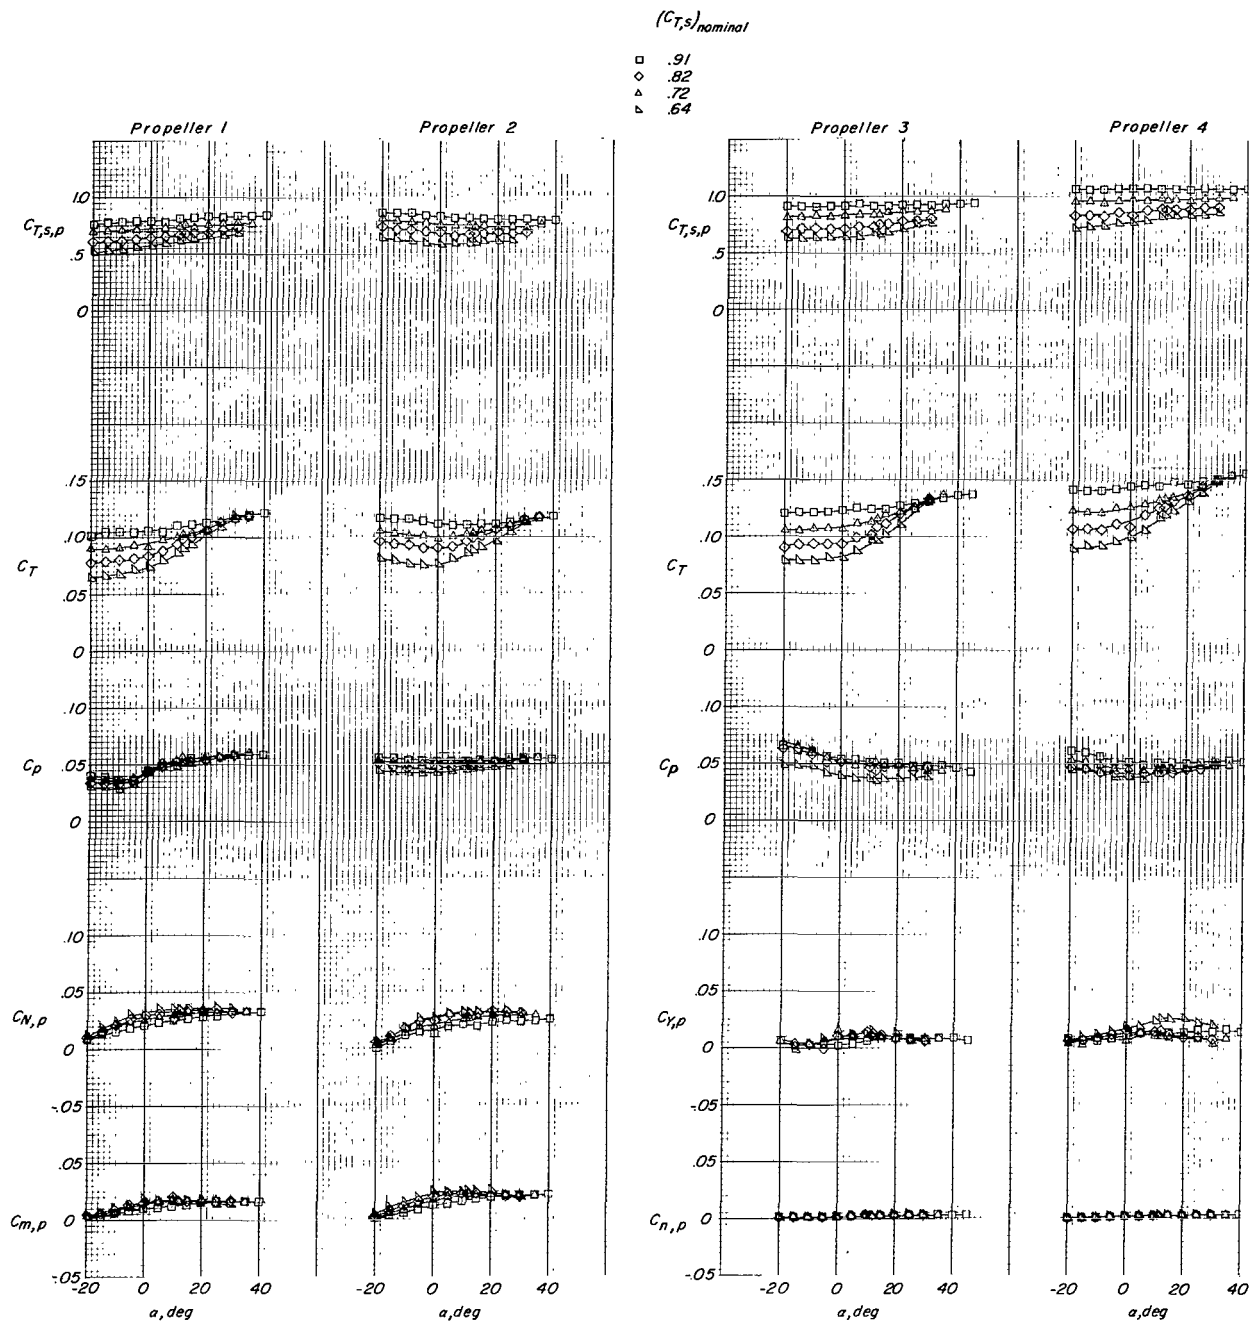 (C_T,s)nominal
□ .91
◇ .82
△ .72
◺ .64
Propeller 1 Propeller 2 Propeller 3 Propeller 4
C_T,s,p 1.0 .5 0
C_T,s,p 1.0 .5 0
C_T .15 .10 .05 0
C_T .15 .10 .05 0
C_p .10 .05 0
C_p .10 .05 0
C_N,p .10 .05 0 -.05
C_Y,p .10 .05 0 -.05
C_m,p .05 0 -.05
C_n,p .05 0 -.05
-20 0 20 40 -20 0 20 40 -20 0 20 40 -20 0 20 40
α, deg α, deg α, deg α, deg